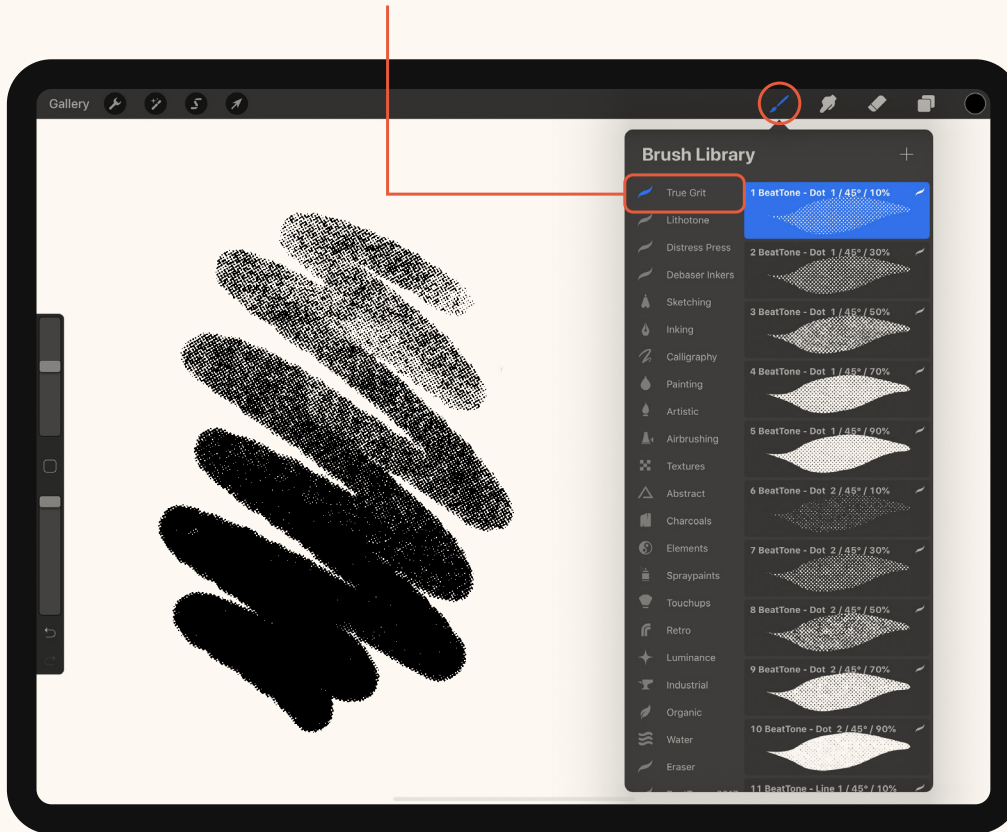 Gallery
Brush Library
True Grit
Lithotone
Distress Press
Debaser Inkers
Sketching
Inking
Calligraphy
Painting
Artistic
Airbrushing
Textures
Abstract
Charcoals
Elements
Spraypaints
Touchups
Retro
Luminance
Industrial
Organic
Water
Eraser
1 BeatTone - Dot 1 / 45° / 10%
2 BeatTone - Dot 1 / 45° / 30%
3 BeatTone - Dot 1 / 45° / 50%
4 BeatTone - Dot 1 / 45° / 70%
5 BeatTone - Dot 1 / 45° / 90%
6 BeatTone - Dot 2 / 45° / 10%
7 BeatTone - Dot 2 / 45° / 30%
8 BeatTone - Dot 2 / 45° / 50%
9 BeatTone - Dot 2 / 45° / 70%
10 BeatTone - Dot 2 / 45° / 90%
11 BeatTone - Line 1 / 45° / 10%